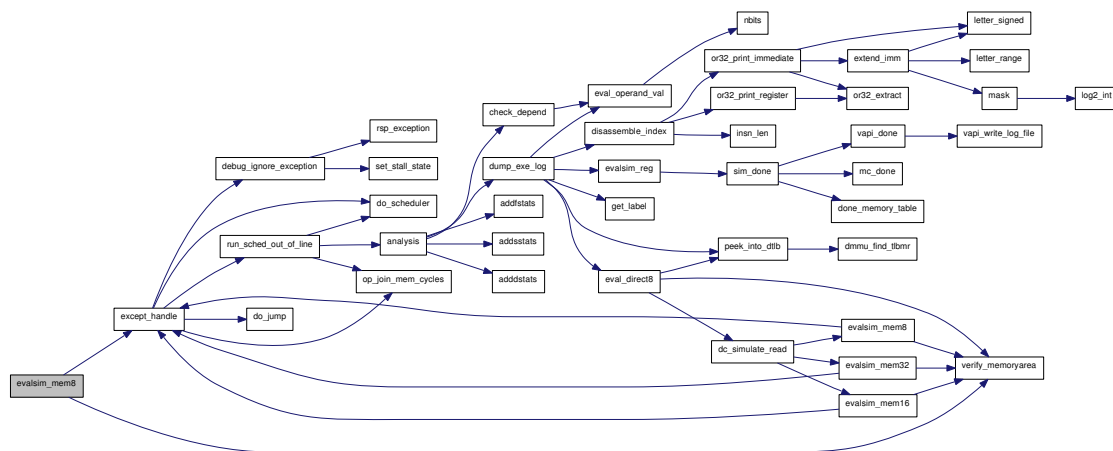 nbits
letter_signed
or32_print_immediate
extend_imm
letter_range
eval_operand_val
or32_print_register
or32_extract
mask
log2_int
check_depend
rsp_exception
disassemble_index
insn_len
vapi_done
vapi_write_log_file
debug_ignore_exception
set_stall_state
dump_exe_log
evalsim_reg
sim_done
mc_done
do_scheduler
addfstats
get_label
done_memory_table
run_sched_out_of_line
analysis
addsstats
peek_into_dtlb
dmmu_find_tlbmr
op_join_mem_cycles
adddstats
eval_direct8
except_handle
do_jump
evalsim_mem8
dc_simulate_read
evalsim_mem32
verify_memoryarea
evalsim_mem8
evalsim_mem16